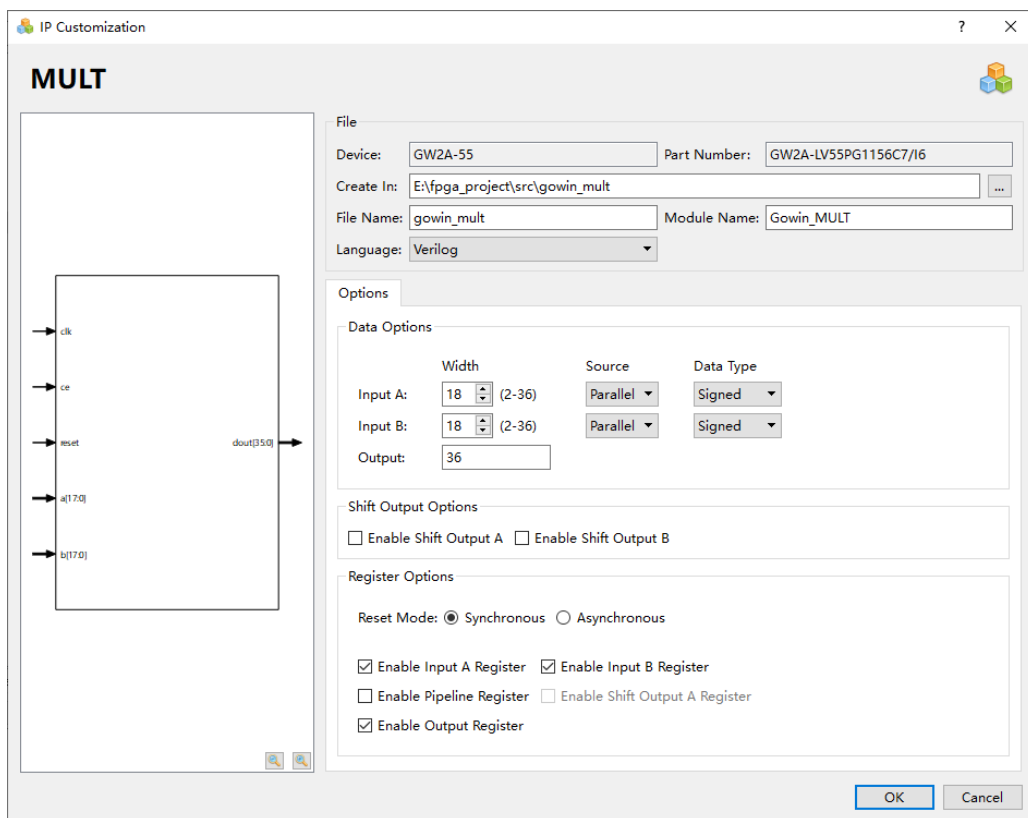 IP Customization
MULT
clk
ce
reset
dout[35:0]
a[17:0]
b[17:0]
File
Device: GW2A-55 Part Number: GW2A-LV55PG1156C7/I6
Create In: E:\fpga_project\src\gowin_mult ...
File Name: gowin_mult Module Name: Gowin_MULT
Language: Verilog
Options
Data Options
Width Source Data Type
Input A: 18 (2-36) Parallel Signed
Input B: 18 (2-36) Parallel Signed
Output: 36
Shift Output Options
Enable Shift Output A Enable Shift Output B
Register Options
Reset Mode: Synchronous Asynchronous
Enable Input A Register Enable Input B Register
Enable Pipeline Register Enable Shift Output A Register
Enable Output Register
OK Cancel